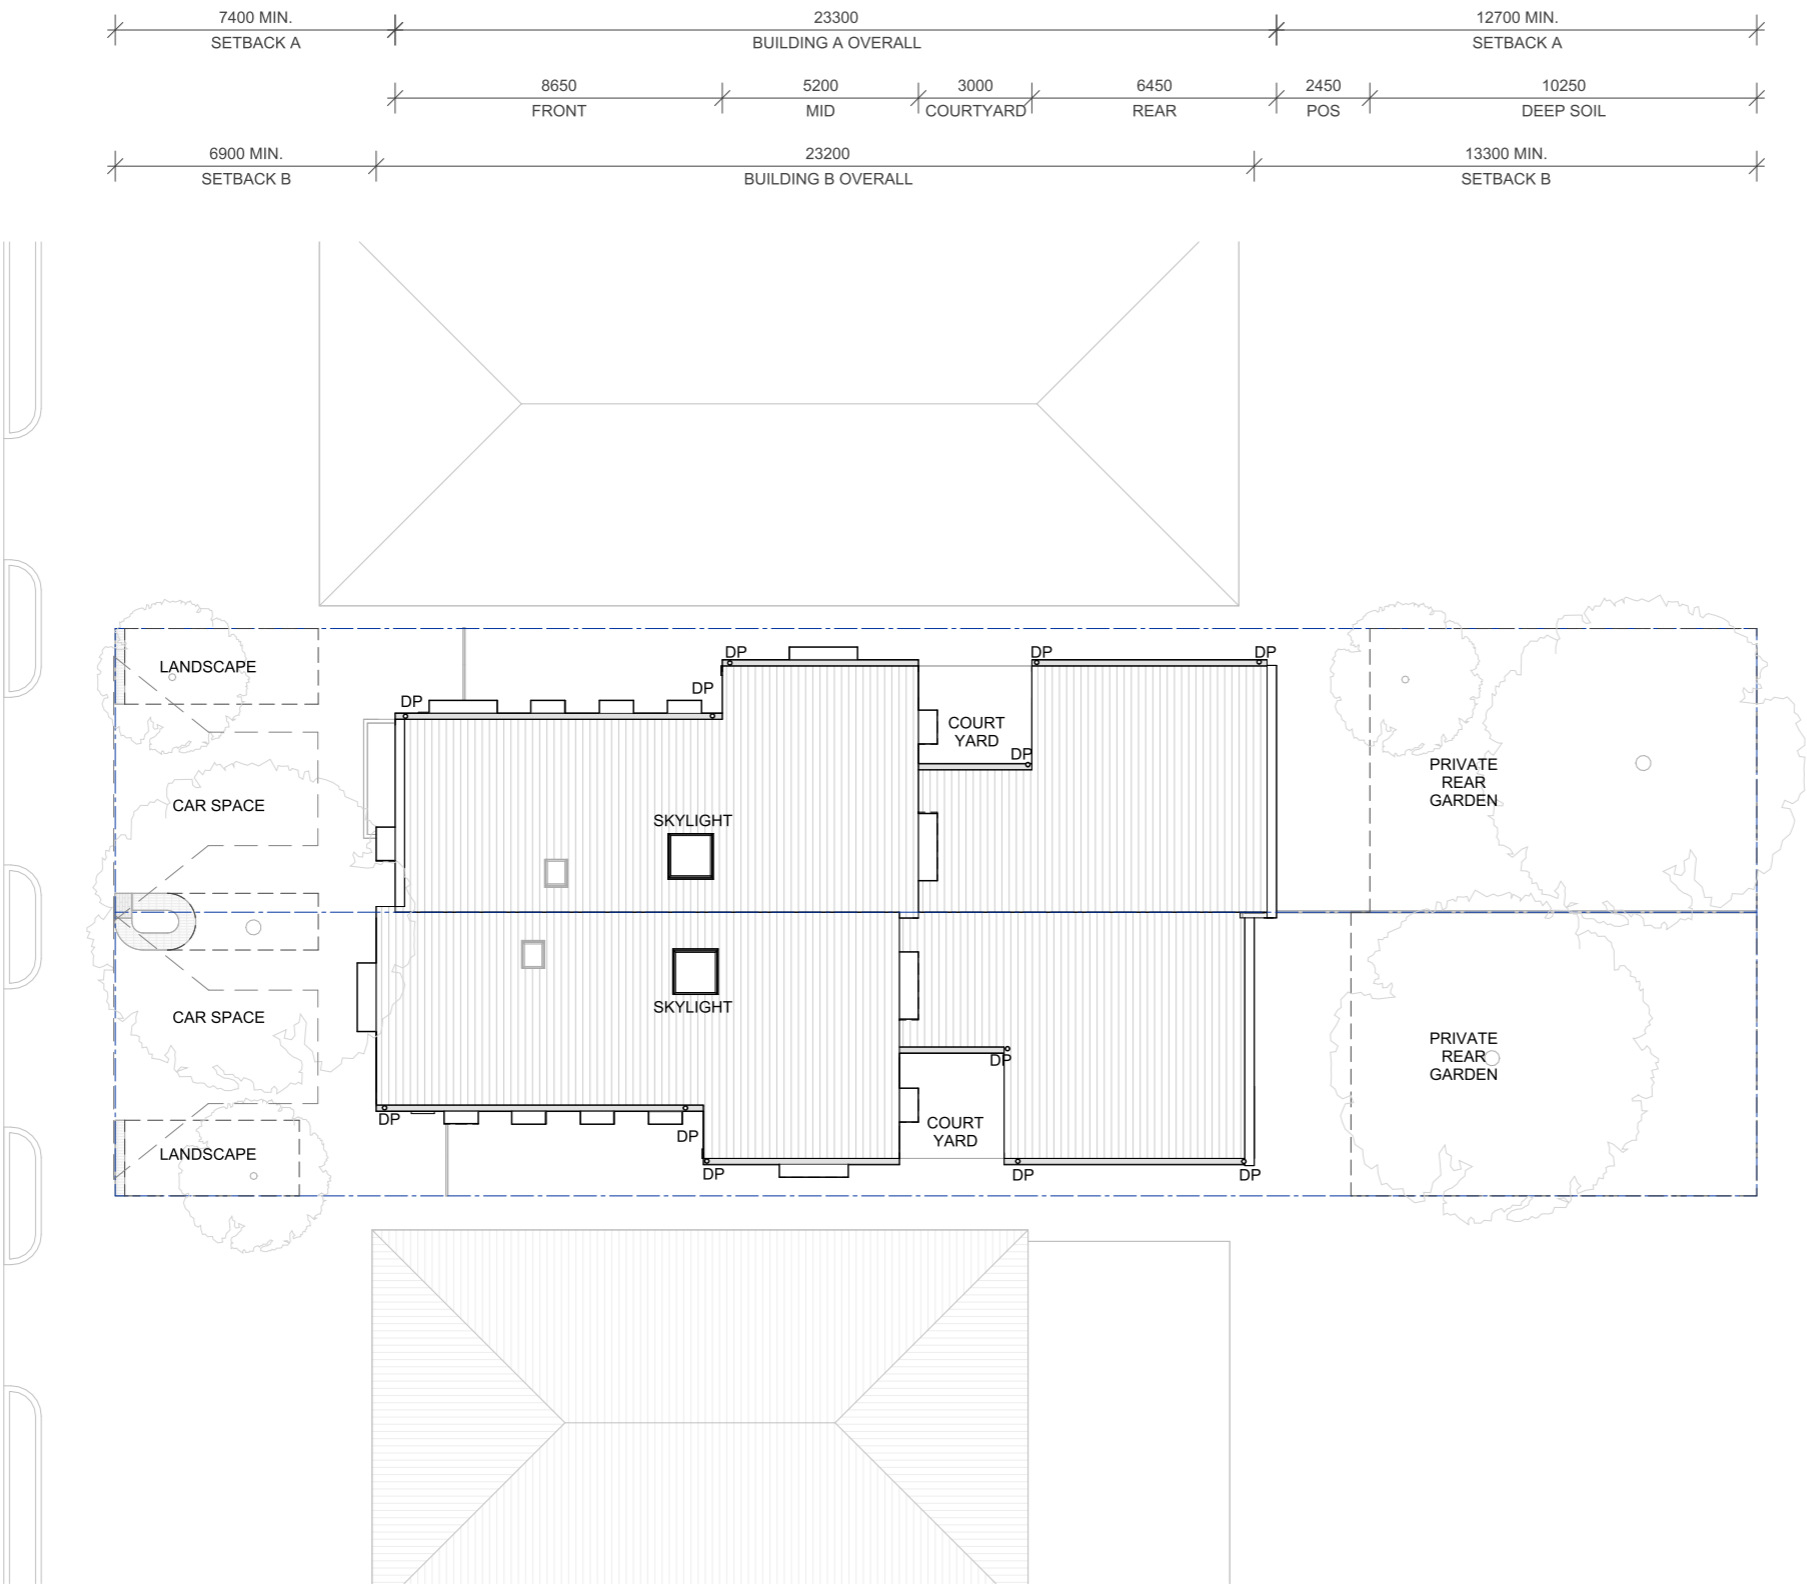 7400 MIN.
23300
12700 MIN.
SETBACK A
BUILDING A OVERALL
SETBACK A
8650
5200
3000
6450
2450
10250
FRONT
MID
COURTYARD
REAR
POS
DEEP SOIL
6900 MIN.
23200
13300 MIN.
SETBACK B
BUILDING B OVERALL
SETBACK B
LANDSCAPE
DP
DP
DP
DP
DP
COURT
YARD
DP
PRIVATE
REAR
GARDEN
CAR SPACE
SKYLIGHT
CAR SPACE
SKYLIGHT
PRIVATE
REAR
GARDEN
DP
DP
DP
COURT
YARD
LANDSCAPE
DP
DP
DP